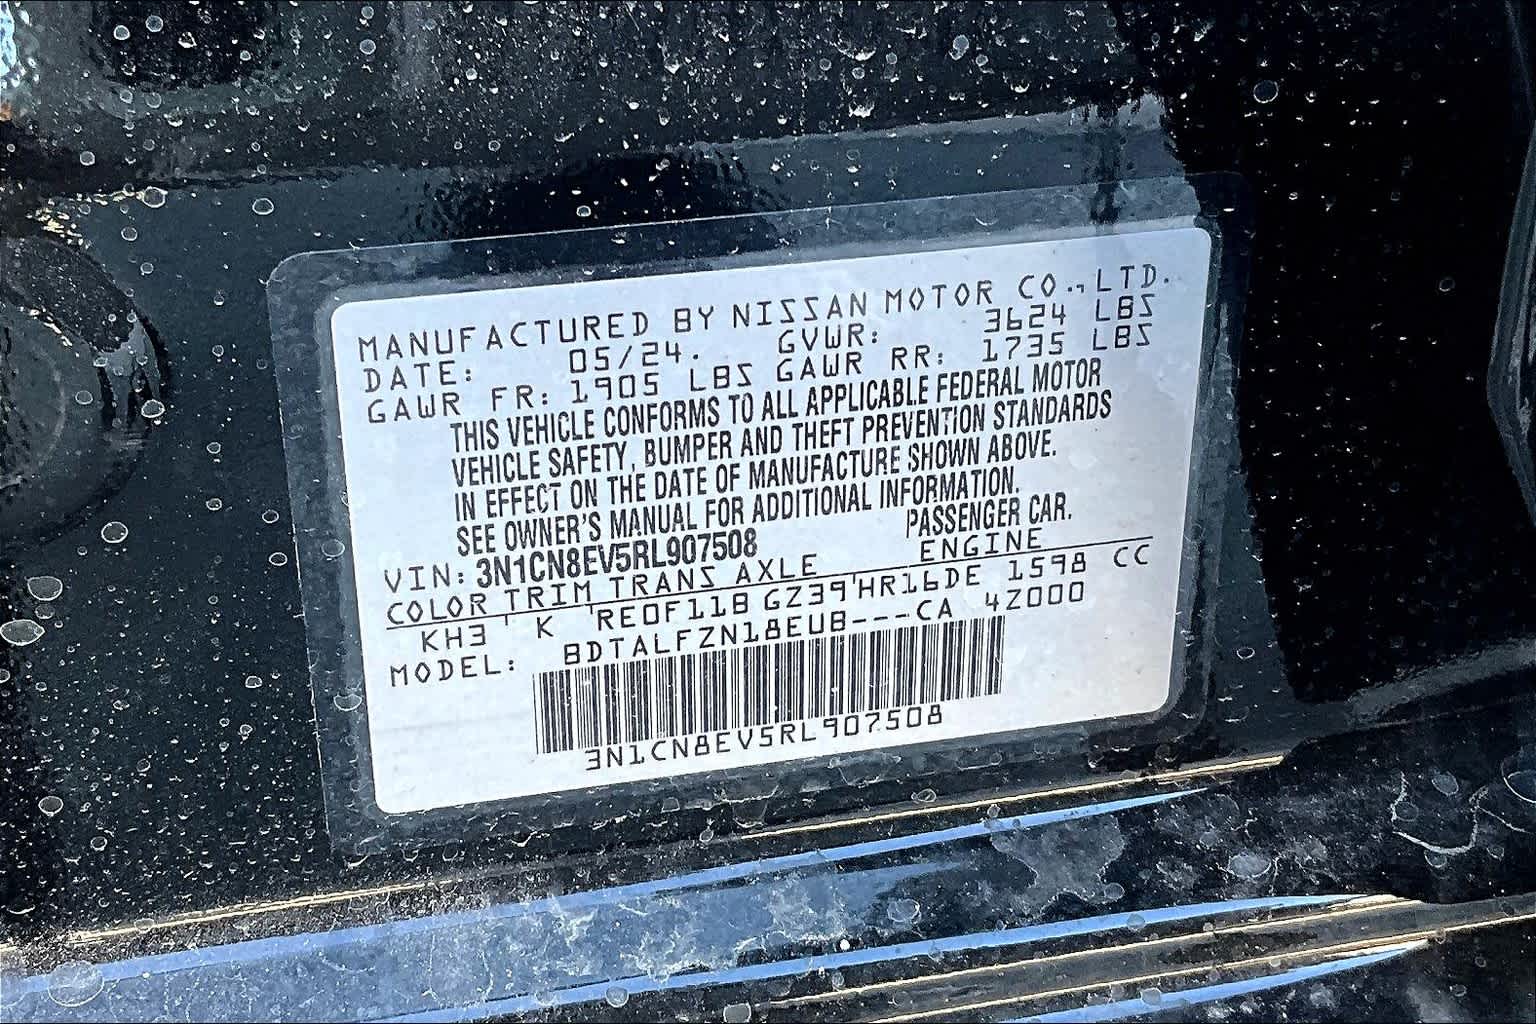 MANUFACTURED BY NISSAN MOTOR CO.,LTD.
DATE: 05/24. GVWR: 3624 LBS
GAWR FR: 1905 LBS GAWR RR: 1735 LBS
THIS VEHICLE CONFORMS TO ALL APPLICABLE FEDERAL MOTOR
VEHICLE SAFETY, BUMPER AND THEFT PREVENTION STANDARDS
IN EFFECT ON THE DATE OF MANUFACTURE SHOWN ABOVE.
SEE OWNER'S MANUAL FOR ADDITIONAL INFORMATION.
VIN: 3N1CN8EV5RL907508 PASSENGER CAR.
COLOR TRIM TRANS AXLE ENGINE
KH3 ' K 'RE0F11B GZ39'HR16DE 1598 CC
MODEL: BDTALFZN18EUB---CA 4Z000
3N1CN8EV5RL907508